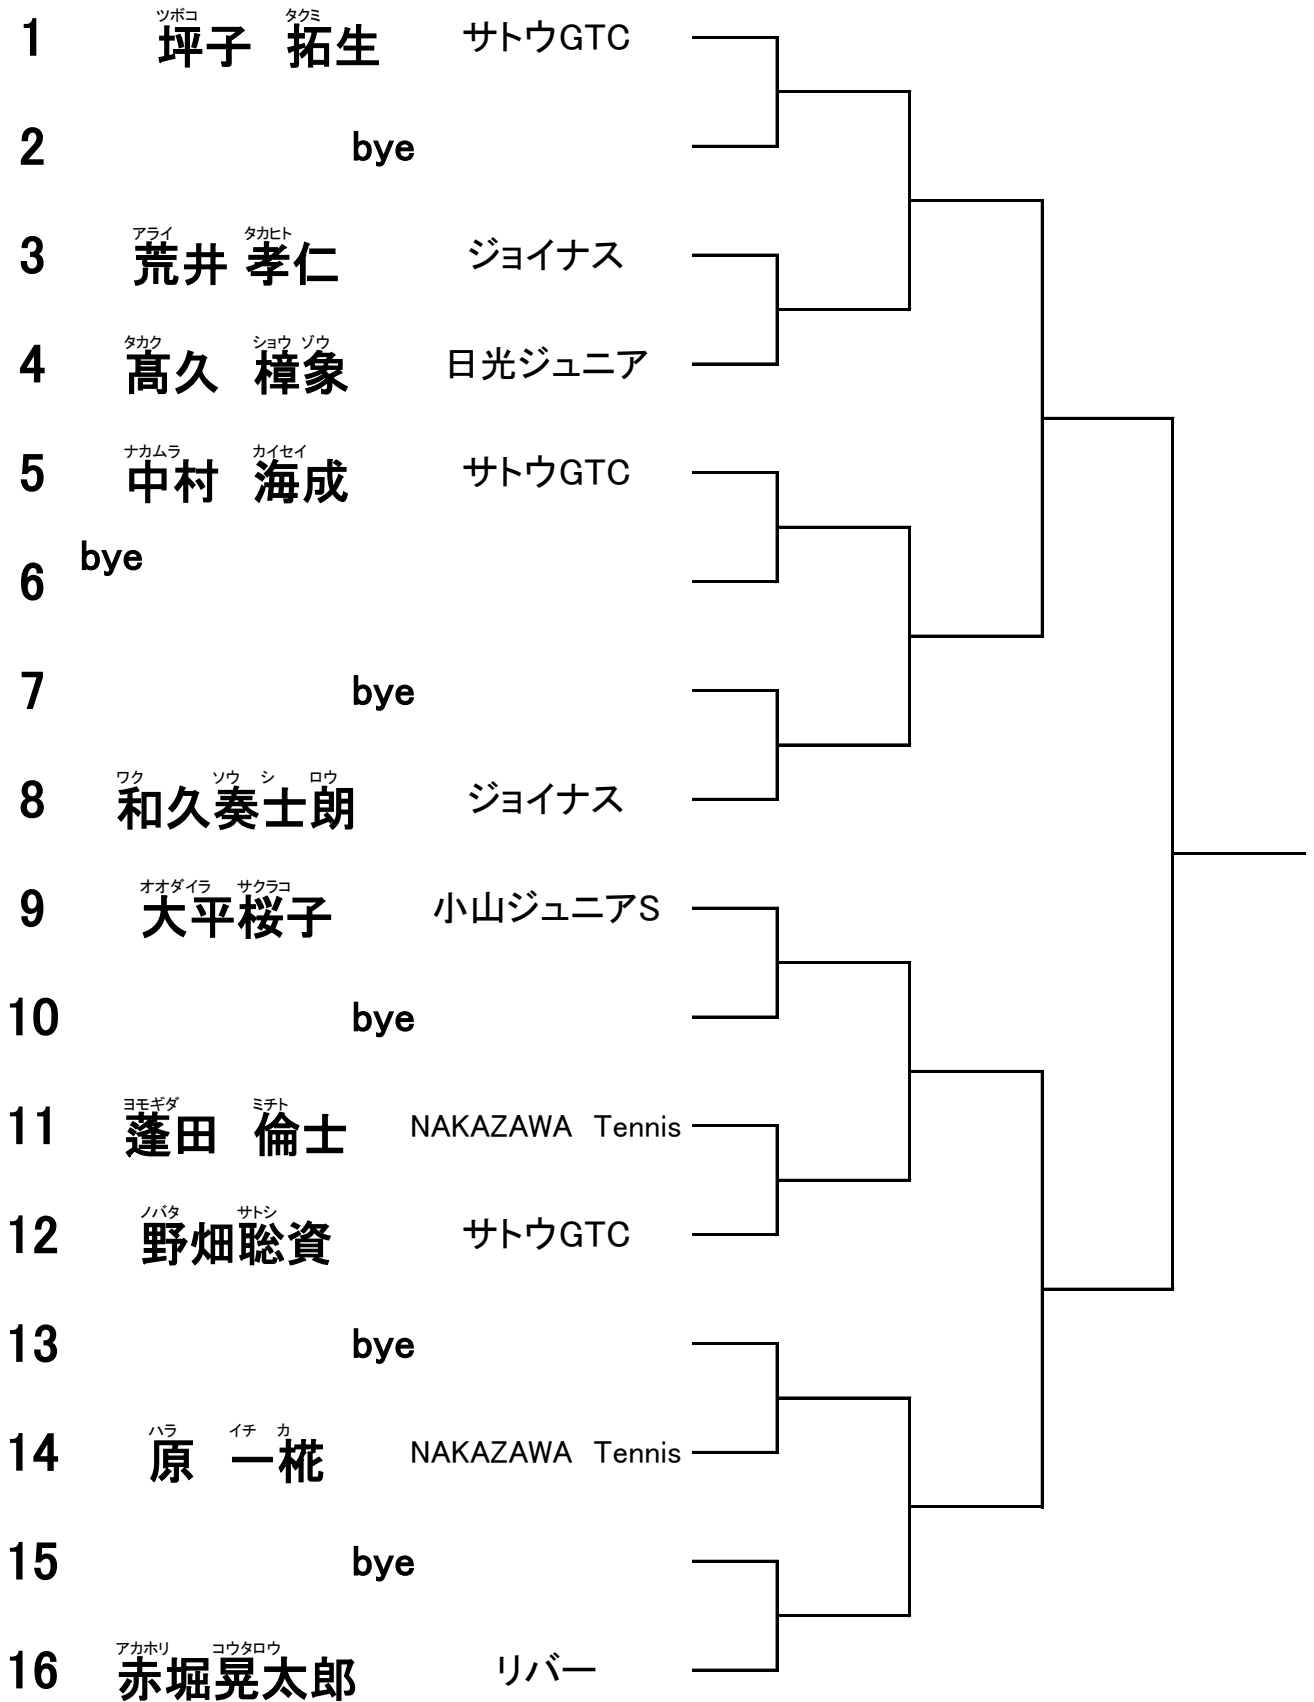 ツボコ タクミ
1 坪子 拓生 サトウGTC
2 bye
アライ タカヒト
3 荒井 孝仁 ジョイナス
タカク ショウ ゾウ
4 髙久 樟象 日光ジュニア
ナカムラ カイセイ
5 中村 海成 サトウGTC
bye
6
7 bye
ワク ソウ シ ロウ
8 和久奏士朗 ジョイナス
オオダイラ サクラコ
9 大平桜子 小山ジュニアS
10 bye
ヨモギダ ミチト
11 蓬田 倫士 NAKAZAWA Tennis
ノバタ サトシ
12 野畑聡資 サトウGTC
13 bye
ハラ イチ カ
14 原 一椛 NAKAZAWA Tennis
15 bye
アカホリ コウタロウ
16 赤堀晃太郎 リバー